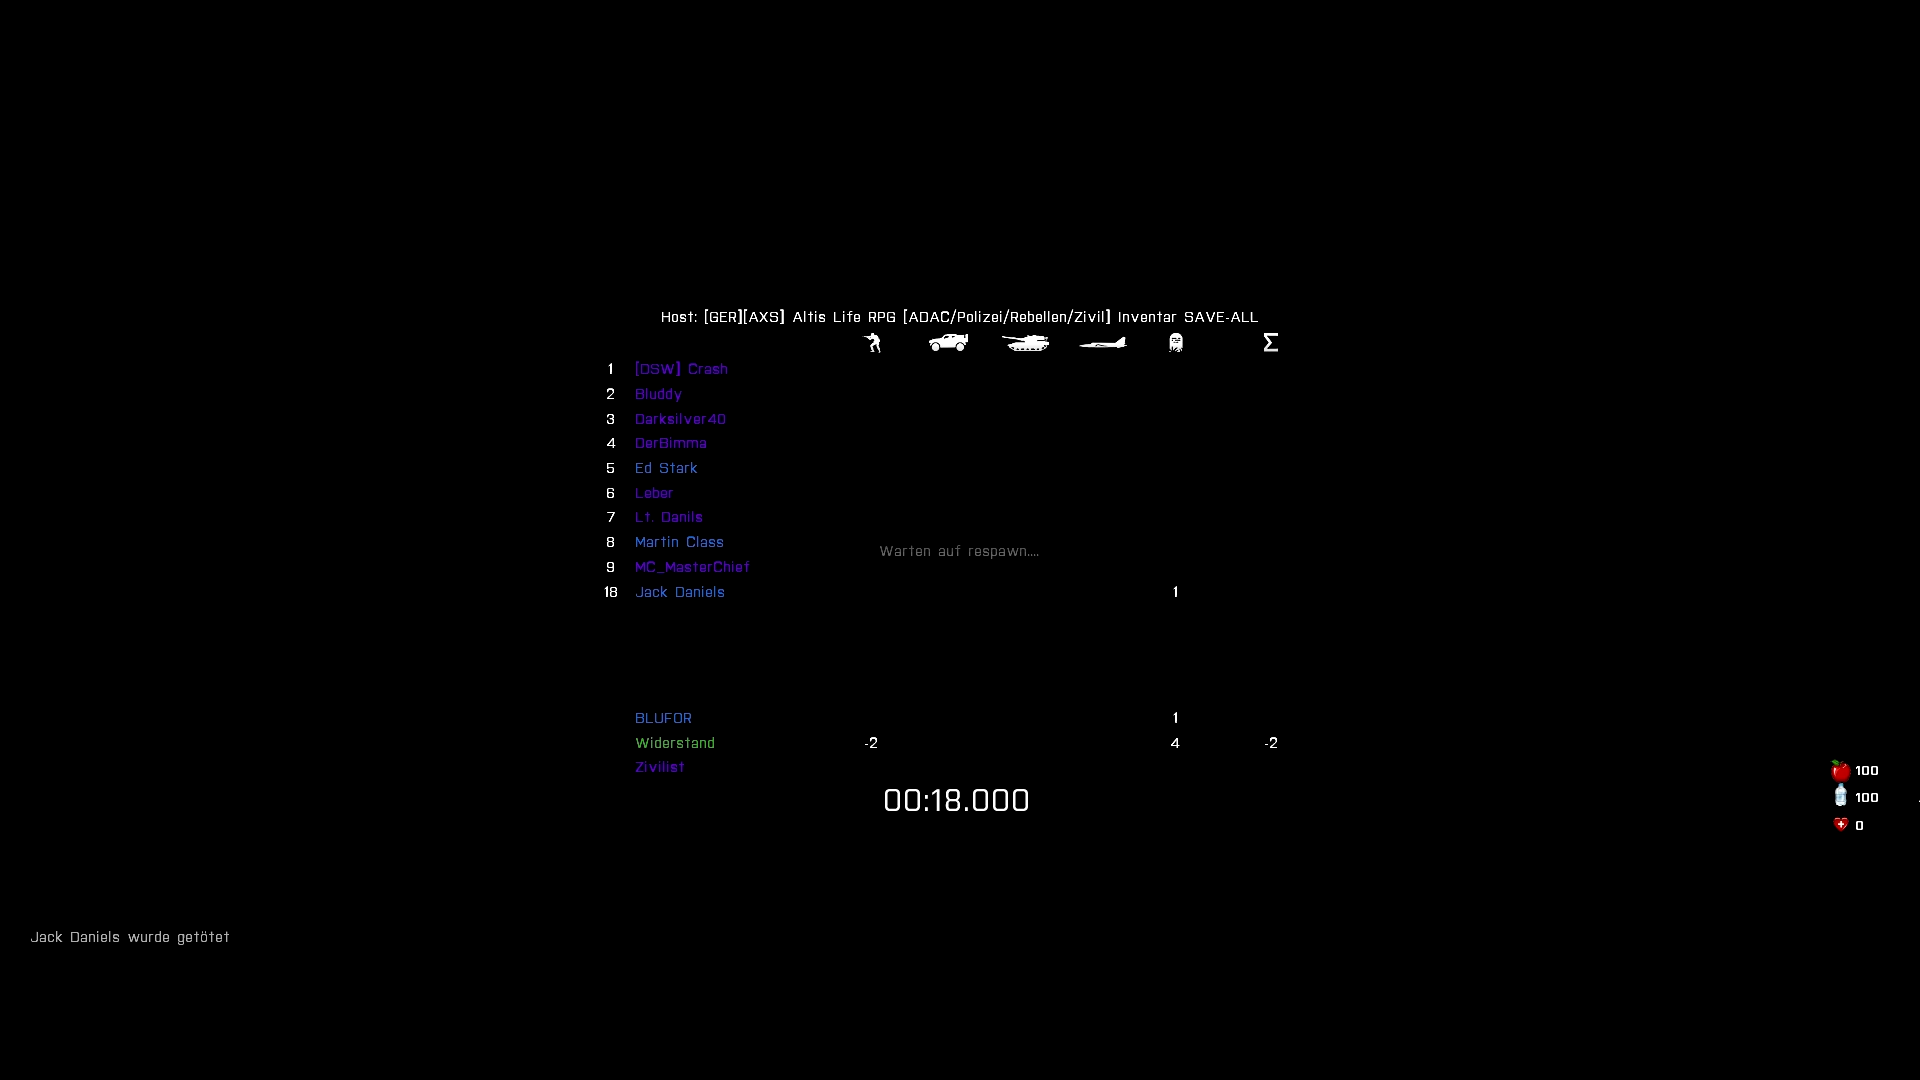 Host: [GER][AXS] Altis Life RPG [ADAC/Polizei/Rebellen/Zivil] Inventar SAVE-ALL
Σ
1 [DSW] Crash
2 Bluddy
3 Darksilver40
4 DerBimma
5 Ed Stark
6 Leber
7 Lt. Danils
8 Martin Class
Warten auf respawn....
9 MC_MasterChief
18 Jack Daniels 1
BLUFOR 1
Widerstand -2 4 -2
Zivilist
00:18.000
100
100
0
Jack Daniels wurde getötet